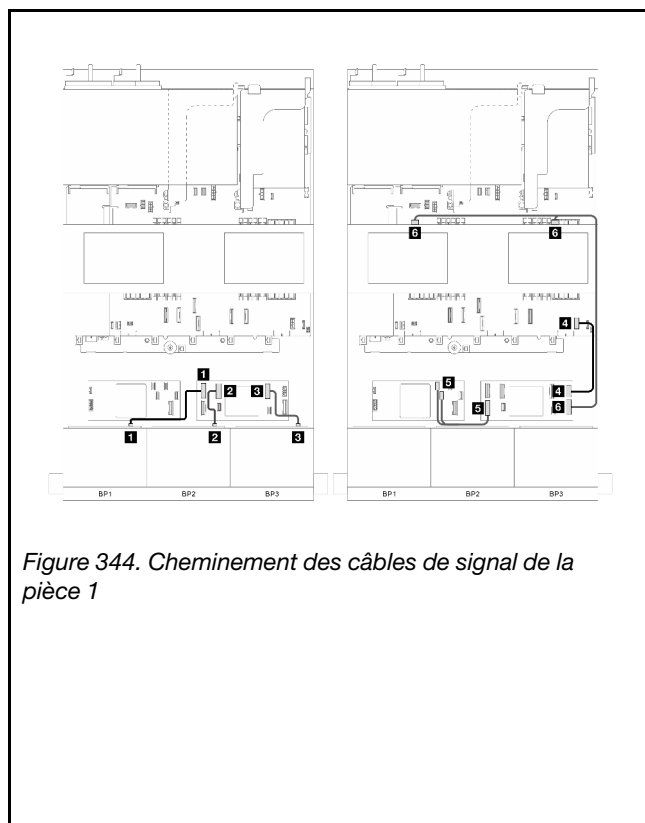 6 6
4
1 2 3 5 5 4
6
1 2 3
BP1 BP2 BP3 BP1 BP2 BP3
Figure 344. Cheminement des câbles de signal de la
pièce 1